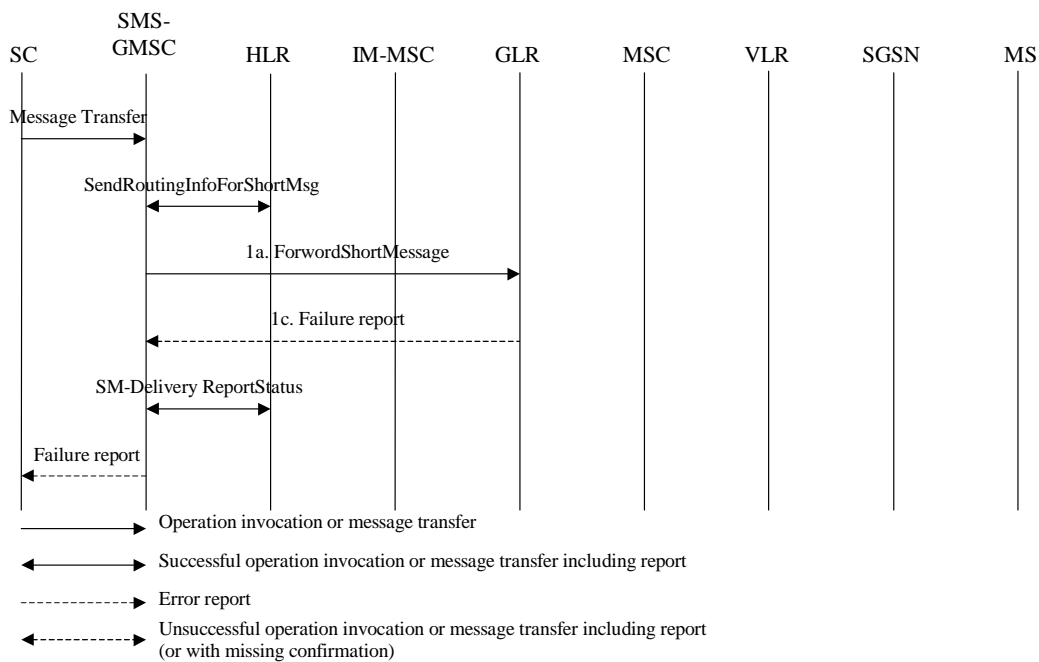 SMS-
GMSC
SC
HLR
IM-MSC
GLR
MSC
VLR
SGSN
MS
Message Transfer
SendRoutingInfoForShortMsg
1a. ForwordShortMessage
1c. Failure report
SM-Delivery ReportStatus
Failure report
Operation invocation or message transfer
Successful operation invocation or message transfer including report
Error report
Unsuccessful operation invocation or message transfer including report
(or with missing confirmation)